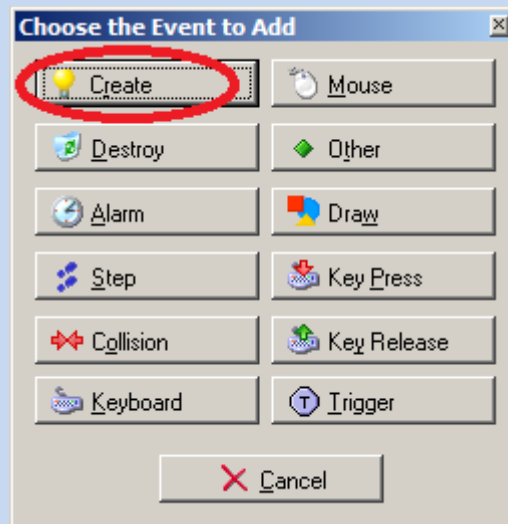 Choose the Event to Add
Create
Mouse
Destroy
Other
Alarm
Draw
Step
Key Press
Collision
Key Release
Keyboard
T Trigger
Cancel